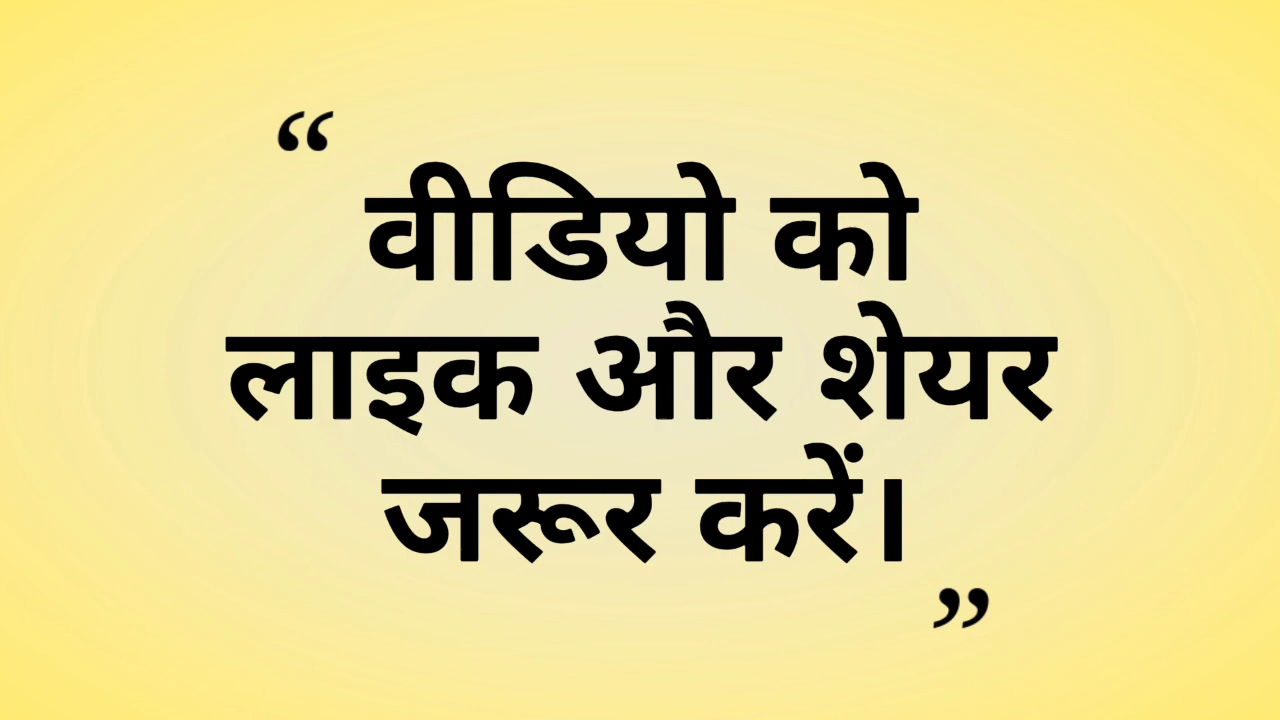 “
वीडियो को
लाइक और शेयर
जरूर करें।
”